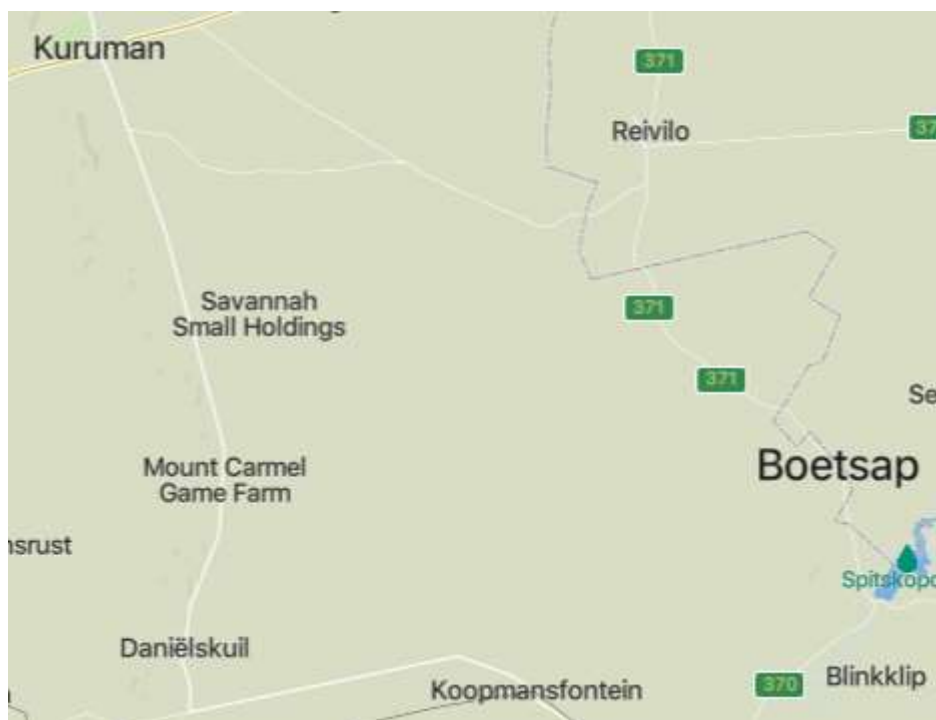 Kuruman
371
Reivilo
37
Savannah
Small Holdings
371
371
Se
Mount Carmel
Game Farm
Boetsap
nsrust
Spitskop
Daniëlskuil
Koopmansfontein
370
Blinkklip